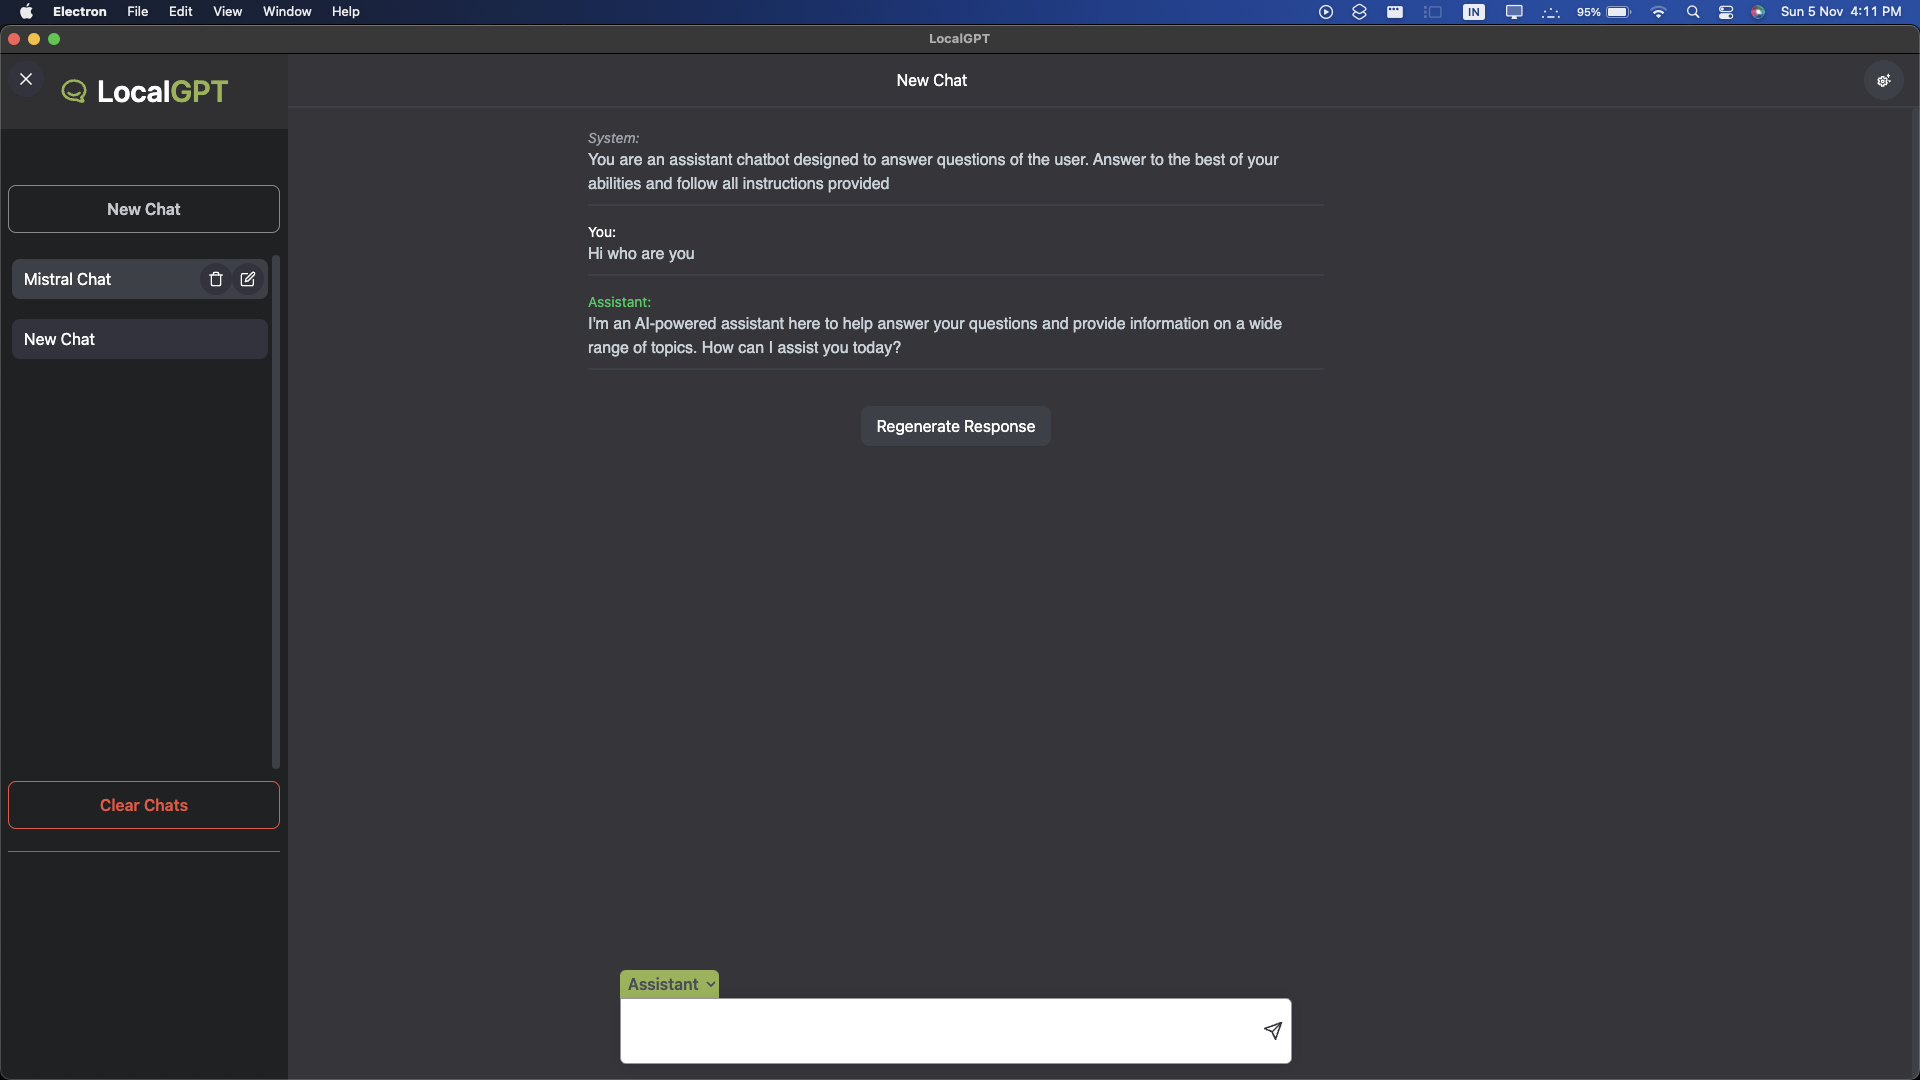 Electron File Edit View Window Help IN 95% Sun 5 Nov 4:11 PM
LocalGPT
LocalGPT
New Chat
Mistral Chat
New Chat
Clear Chats
New Chat
System:
You are an assistant chatbot designed to answer questions of the user. Answer to the best of your
abilities and follow all instructions provided
You:
Hi who are you
Assistant:
I'm an AI-powered assistant here to help answer your questions and provide information on a wide
range of topics. How can I assist you today?
Regenerate Response
Assistant